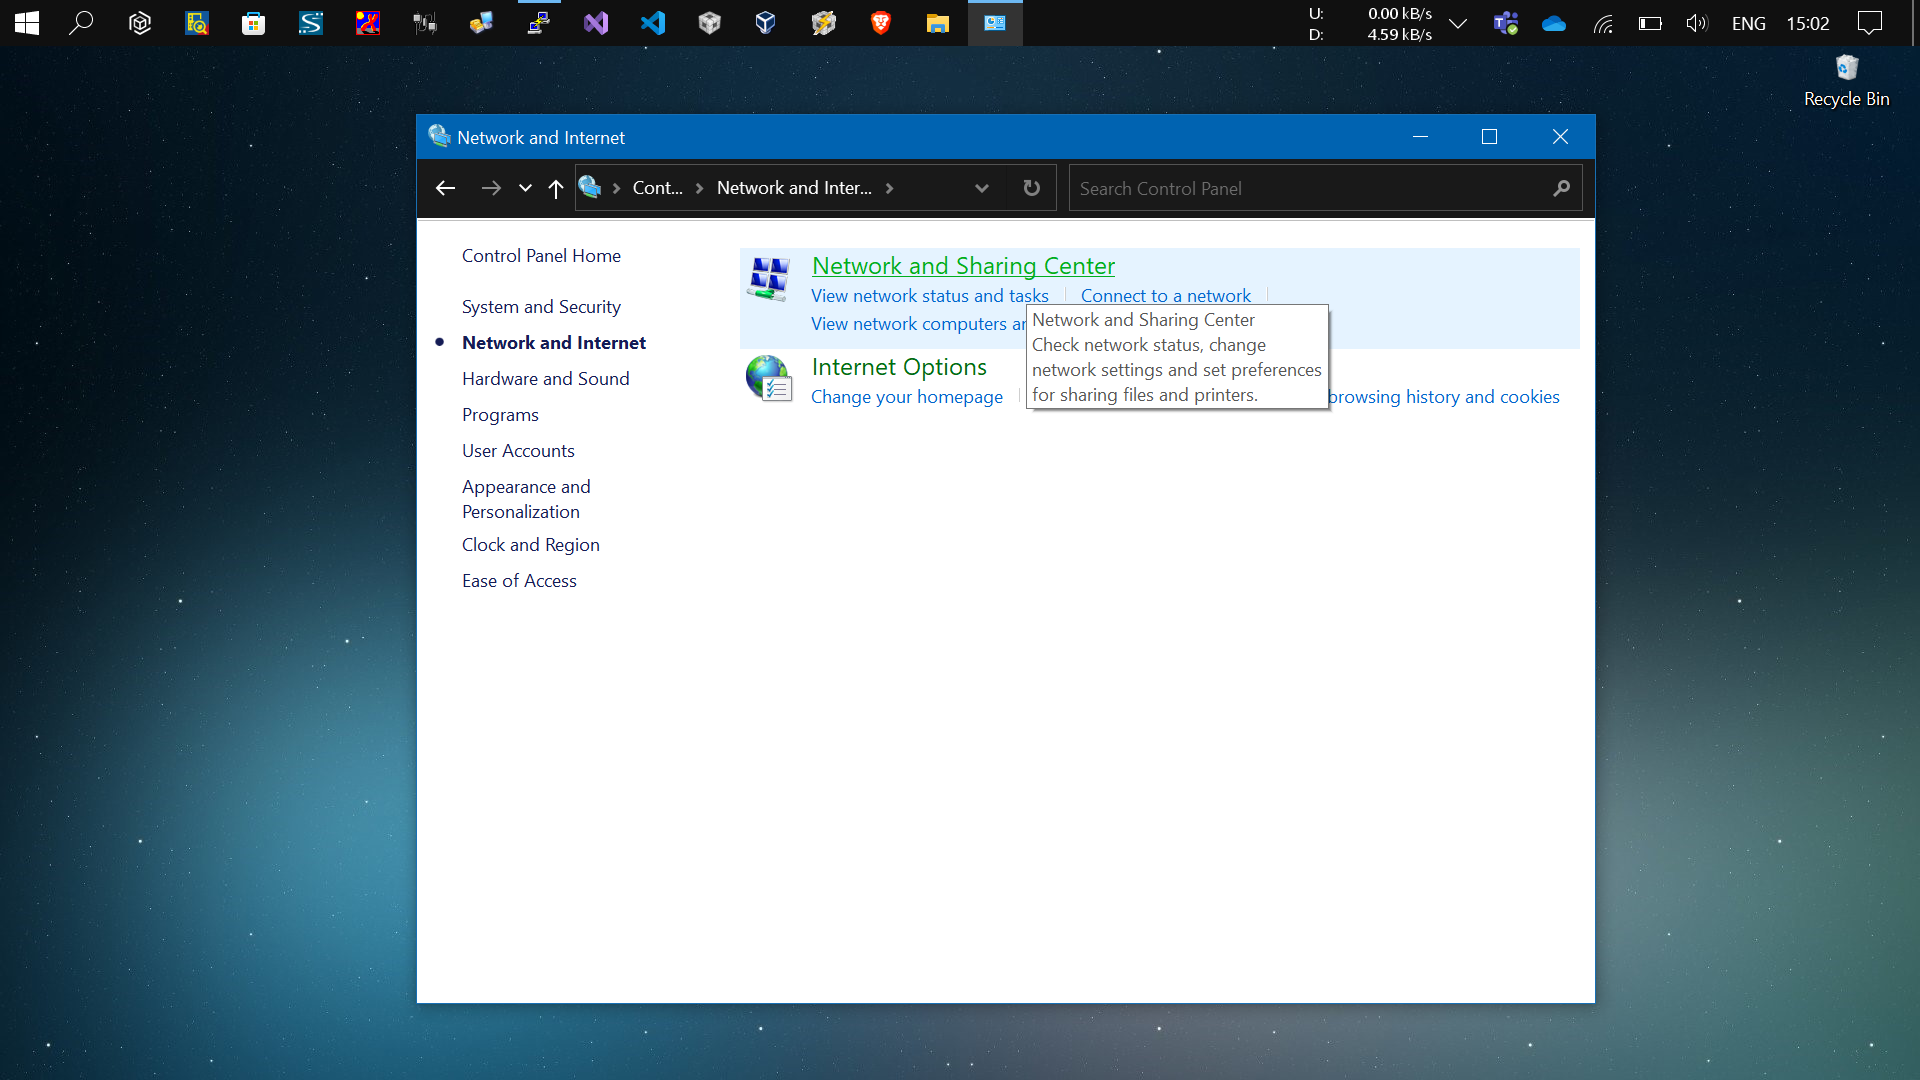 U: 0.00 kB/s
D: 4.59 kB/s
ENG
15:02
Recycle Bin
Network and Internet
Cont...
Network and Inter...
Search Control Panel
Control Panel Home
System and Security
Network and Internet
Hardware and Sound
Programs
User Accounts
Appearance and
Personalization
Clock and Region
Ease of Access
Network and Sharing Center
View network status and tasks
Connect to a network
View network computers
Network and Sharing Center
Check network status, change
network settings and set preferences
for sharing files and printers.
Internet Options
Change your homepage
browsing history and cookies